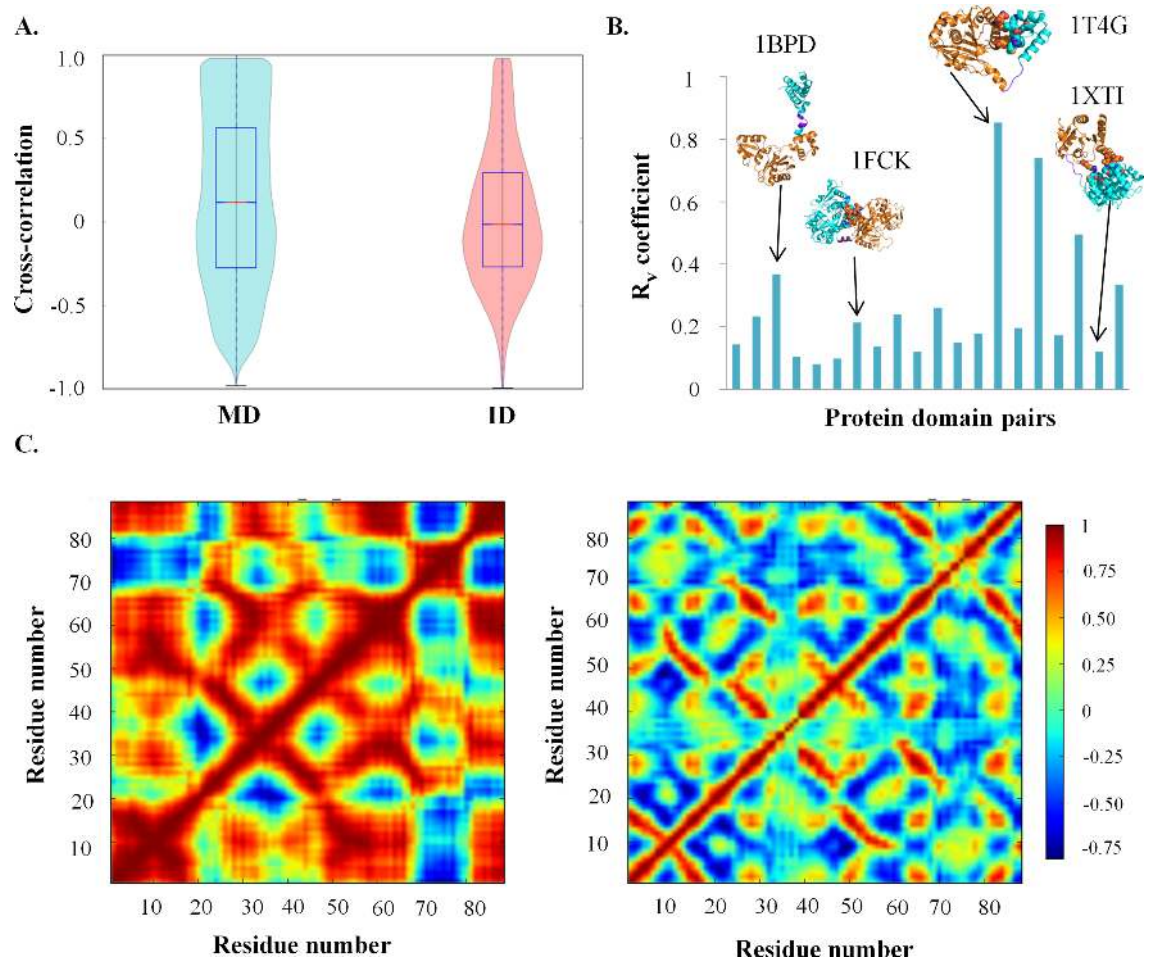 A.
1.0
0.5
0
-0.5
-1.0
Cross-correlation
MD
ID
B.
1BPD
1FCK
1T4G
1XTI
1
0.8
0.6
0.4
0.2
0
Rv coefficient
Protein domain pairs
C.
80
70
60
50
40
30
20
10
Residue number
10 20 30 40 50 60 70 80
Residue number
80
70
60
50
40
30
20
10
Residue number
10 20 30 40 50 60 70 80
Residue number
1
0.75
0.50
0.25
0
-0.25
-0.50
-0.75